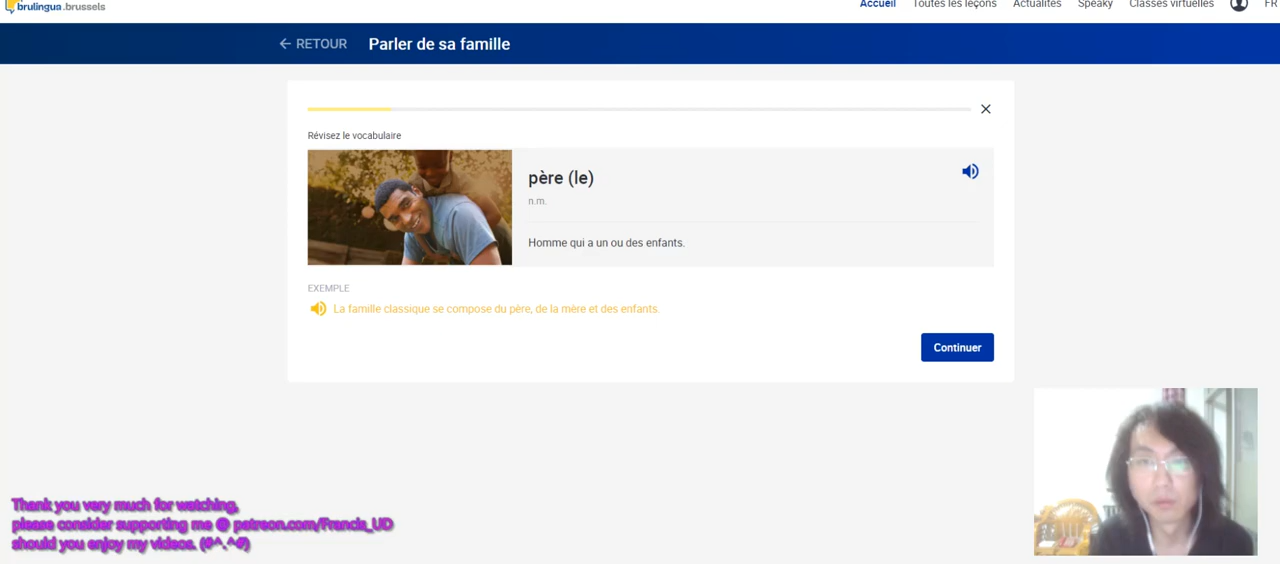 brulingua.brussels
Accueil Toutes les leçons Actualités Speaky Classes virtuelles FR
← RETOUR Parler de sa famille
Révisez le vocabulaire
père (le)
n.m.
Homme qui a un ou des enfants.
EXEMPLE
La famille classique se compose du père, de la mère et des enfants.
Continuer
Thank you very much for watching,
please consider supporting me @ patreon.com/Francis_UD
should you enjoy my videos. (#^.^#)